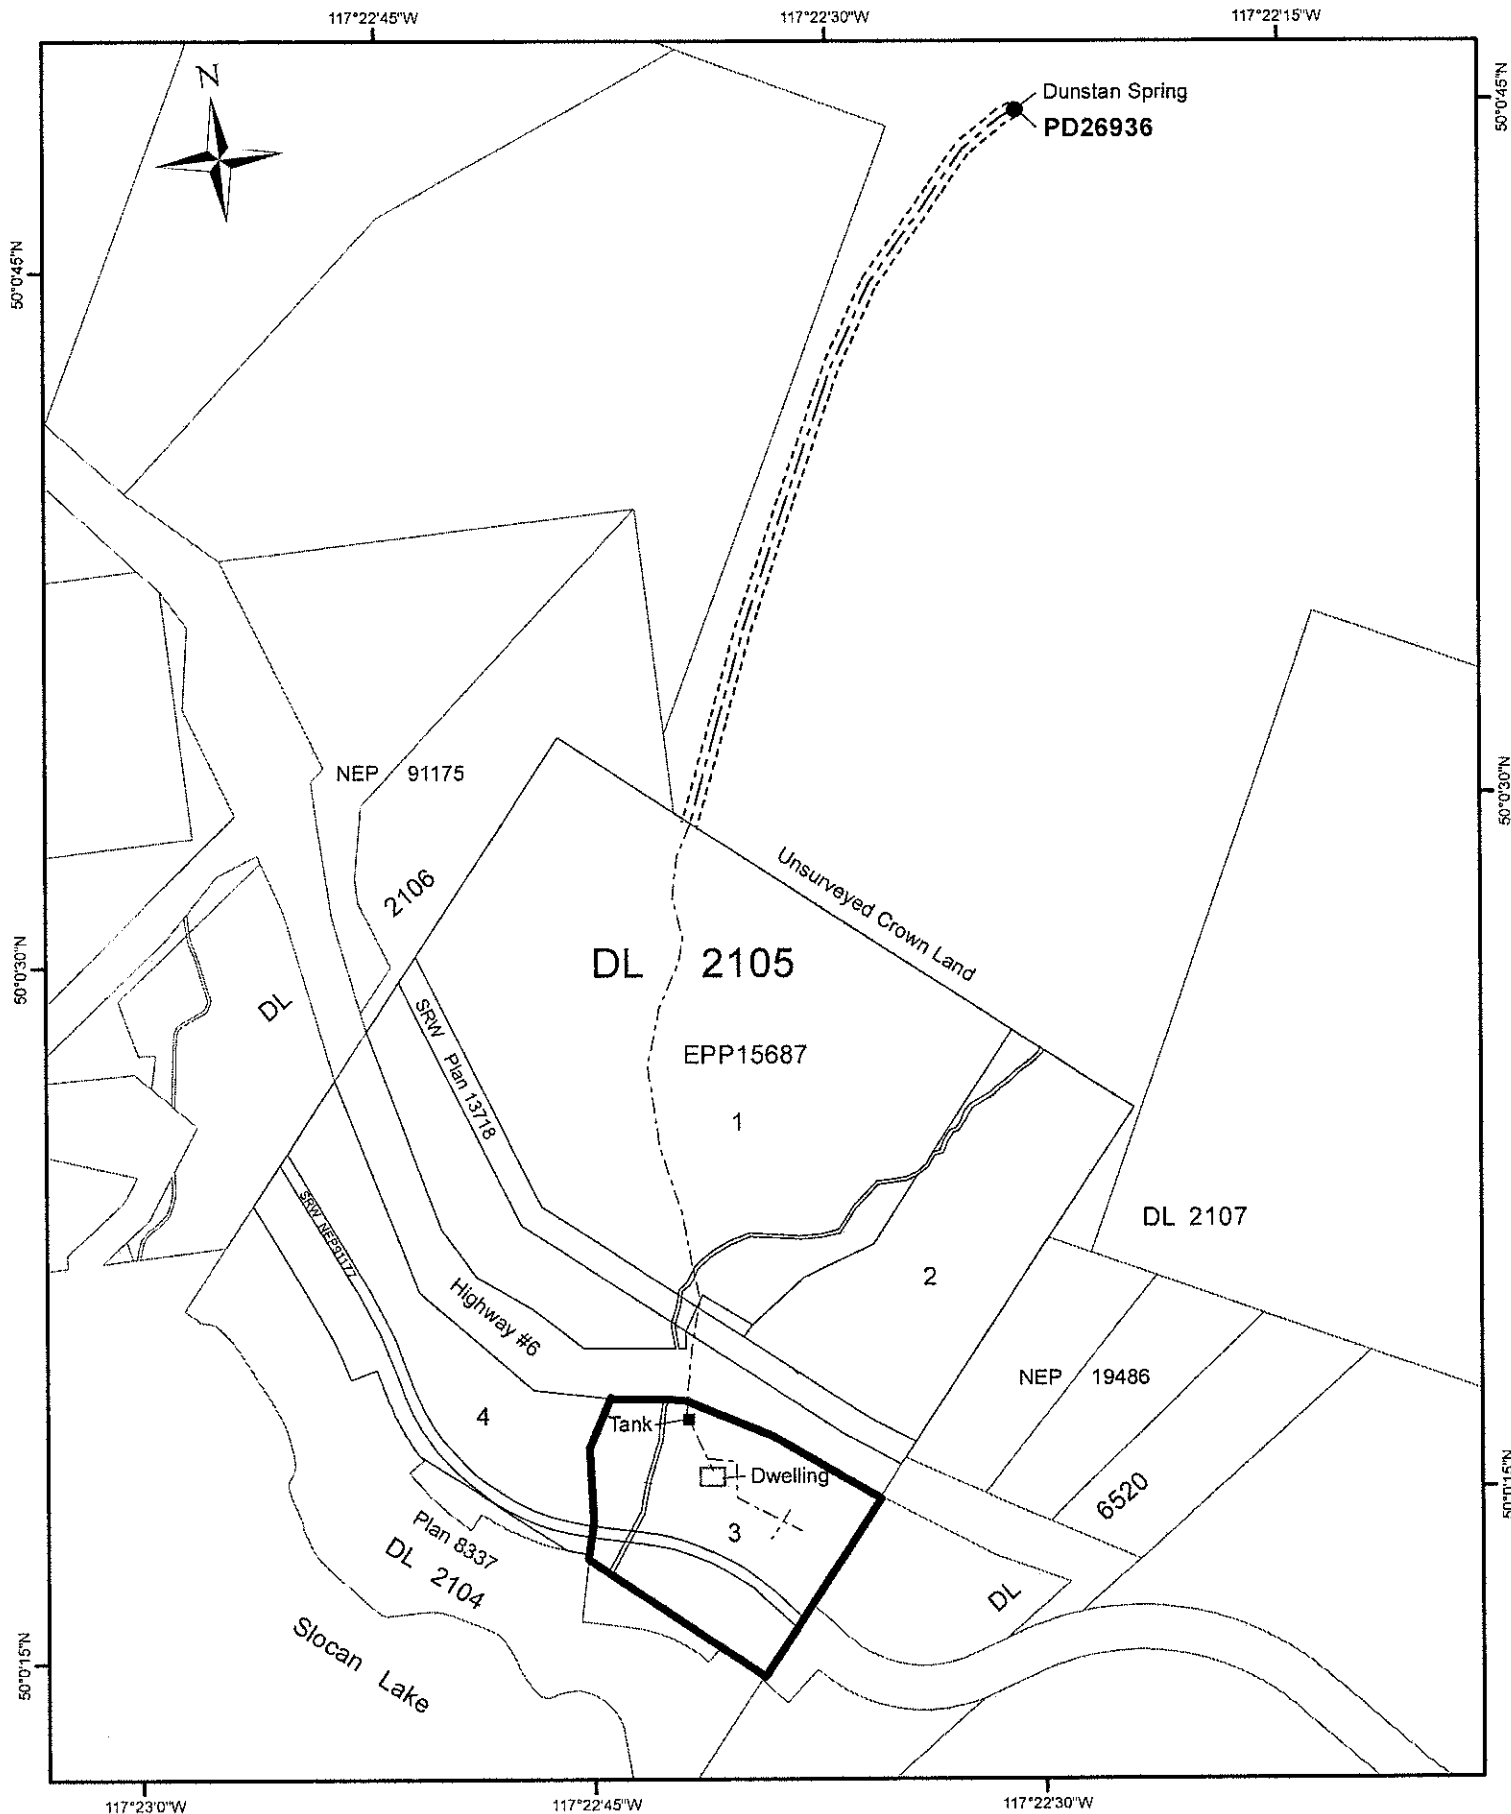 117°22'45"W
117°22'30"W
117°22'15"W
N
Dunstan Spring
PD26936
50°0'45"N
50°0'45"N
NEP 91175
50°0'30"N
2106
Unsurveyed Crown Land
DL 2105
50°0'30"N
DL
SRW Plan 13718
EPP15687
1
SRW NEP91177
DL 2107
2
Highway #6
NEP 19486
4
Tank
Dwelling
50°0'15"N
6520
3
Plan 8337
DL 2104
DL
Slocan Lake
50°0'15"N
117°23'0"W
117°22'45"W
117°22'30"W